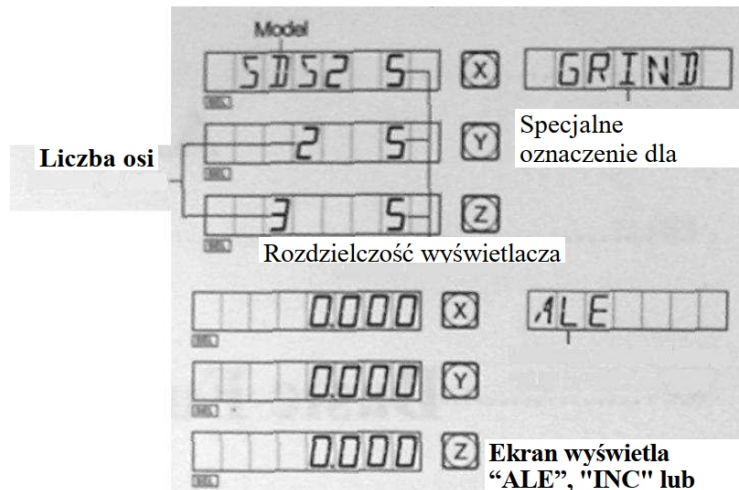 Model
SDS2 5 X GRIND
Specjalne
oznaczenie dla
2 5 Y
Liczba osi
3 5 Z
Rozdzielczość wyświetlacza
0.000 X ALE
0.000 Y
0.000 Z
Ekran wyświetla
“ALE”, "INC" lub